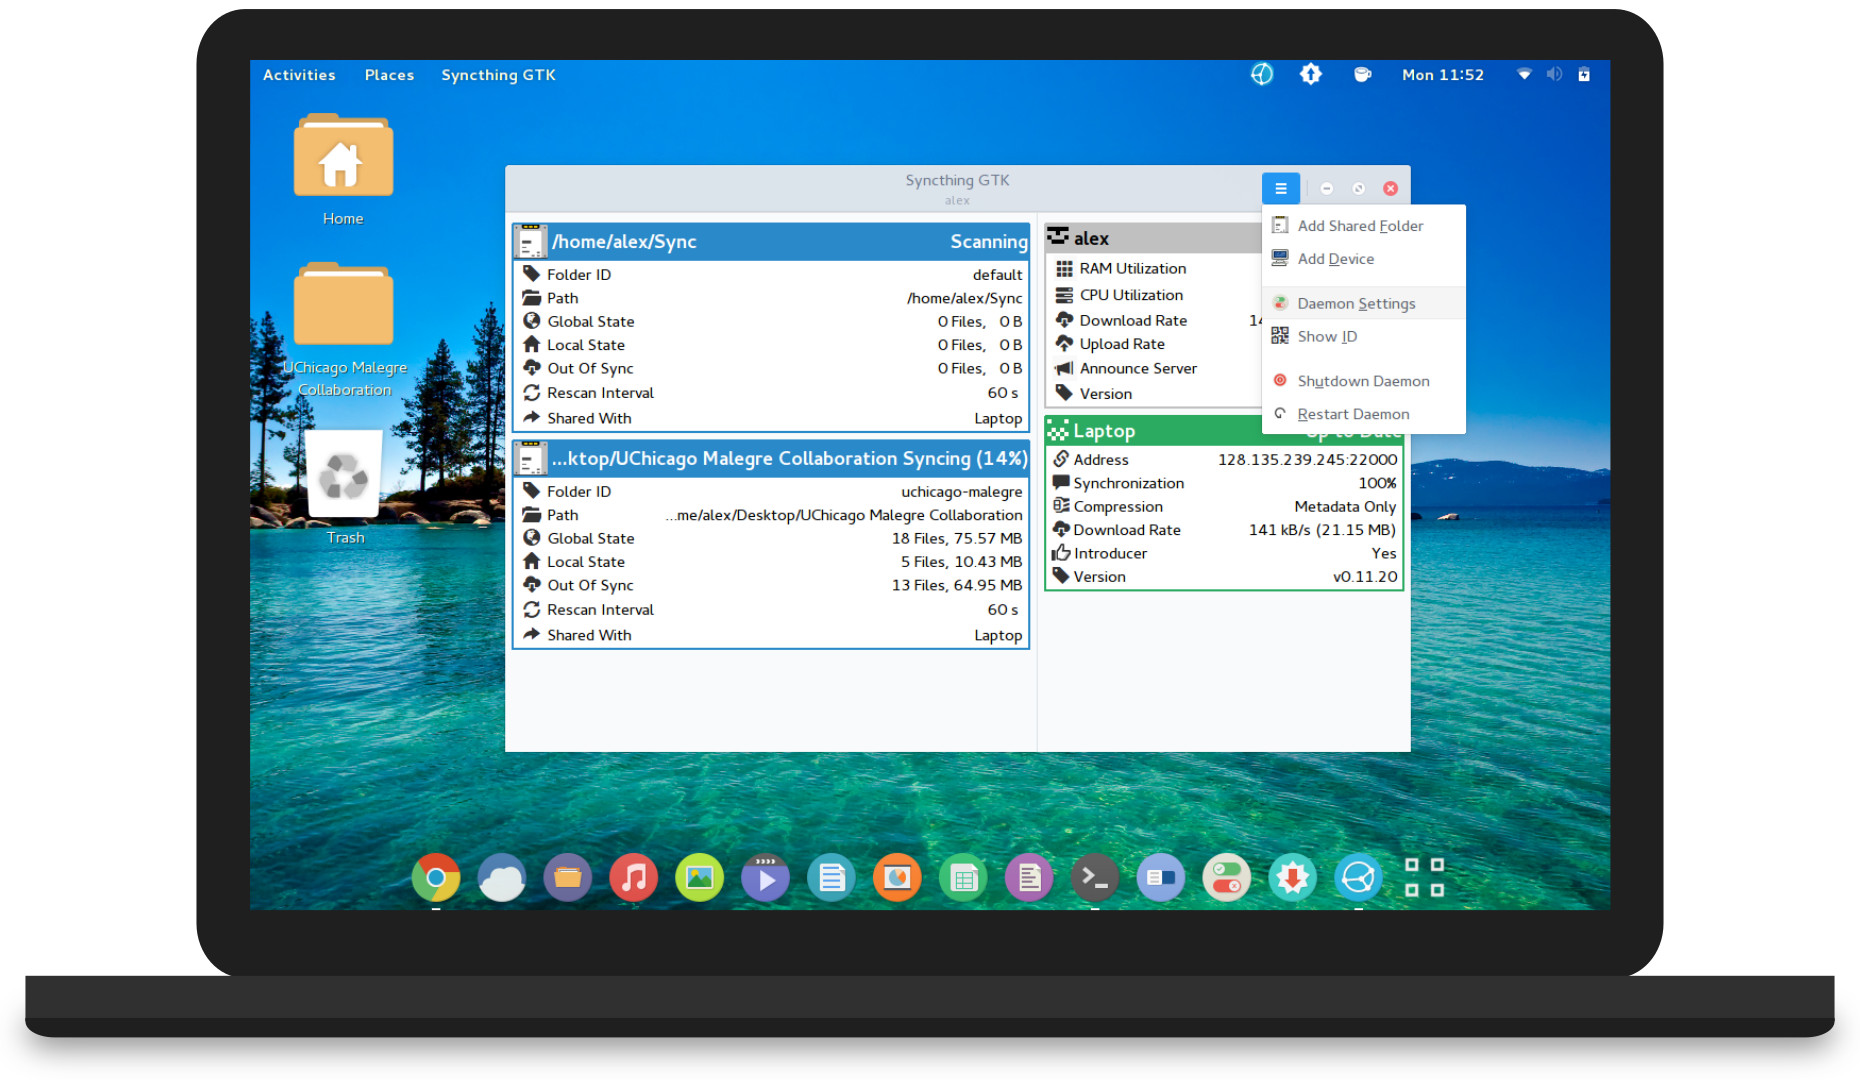 Activities Places Syncthing GTK Mon 11:52
Home
UChicago Malegre
Collaboration
Trash
Syncthing GTK
alex
/home/alex/Sync Scanning
Folder ID default
Path /home/alex/Sync
Global State 0 Files, 0 B
Local State 0 Files, 0 B
Out Of Sync 0 Files, 0 B
Rescan Interval 60 s
Shared With Laptop
...ktop/UChicago Malegre Collaboration Syncing (14%)
Folder ID uchicago-malegre
Path ...me/alex/Desktop/UChicago Malegre Collaboration
Global State 18 Files, 75.57 MB
Local State 5 Files, 10.43 MB
Out Of Sync 13 Files, 64.95 MB
Rescan Interval 60 s
Shared With Laptop
alex
RAM Utilization
CPU Utilization
Download Rate 14
Upload Rate
Announce Server
Version
Add Shared Folder
Add Device
Daemon Settings
Show ID
Shutdown Daemon
Restart Daemon
Laptop Up to Date
Address 128.135.239.245:22000
Synchronization 100%
Compression Metadata Only
Download Rate 141 kB/s (21.15 MB)
Introducer Yes
Version v0.11.20